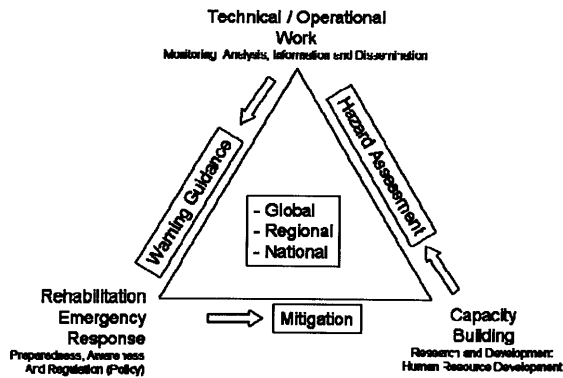 Technical / Operational
Work
Monitoring, Analysis, Information and Dissemination
Warning Guidance
Hazard Assessment
- Global
- Regional
- National
Rehabilitation
Emergency
Response
Preparedness, Awareness
And Regulation (Policy)
Mitigation
Capacity
Building
Research and Development
Human Resource Development